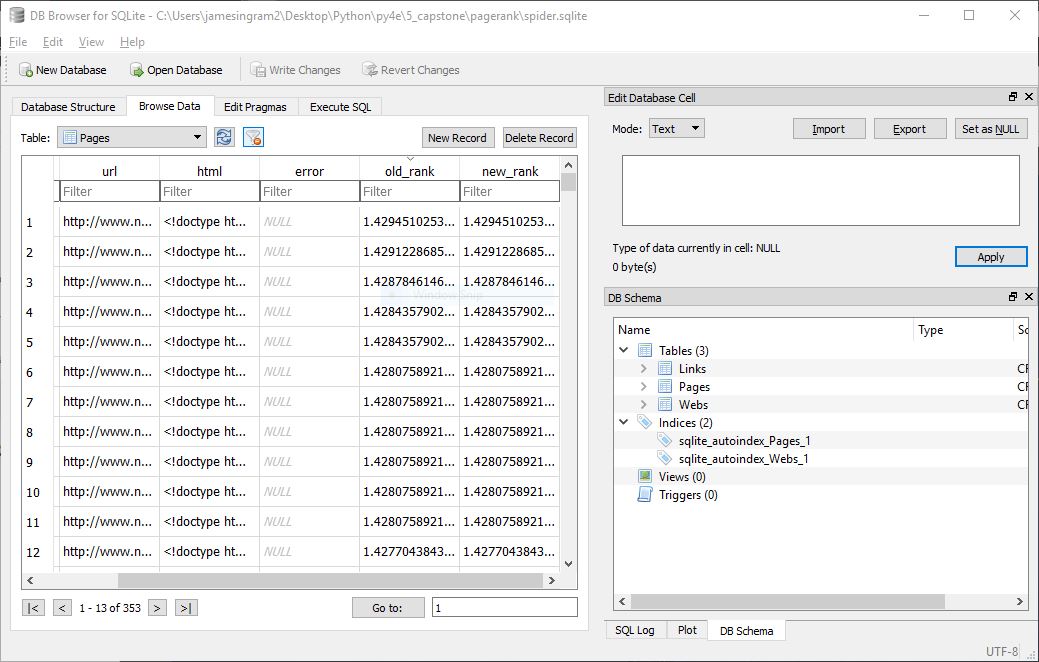 DB Browser for SQLite - C:\Users\jamesingram2\Desktop\Python\py4e\5_capstone\pagerank\spider.sqlite
File Edit View Help
New Database Open Database Write Changes Revert Changes
Database Structure Browse Data Edit Pragmas Execute SQL
Table: Pages New Record Delete Record
url html error old_rank new_rank
Filter Filter Filter Filter Filter
1 http://www.n... <!doctype ht... NULL 1.4294510253... 1.4294510253...
2 http://www.n... <!doctype ht... NULL 1.4291228685... 1.4291228685...
3 http://www.n... <!doctype ht... NULL 1.4287846146... 1.4287846146...
Window Snip
4 http://www.n... <!doctype ht... NULL 1.4284357902... 1.4284357902...
5 http://www.n... <!doctype ht... NULL 1.4284357902... 1.4284357902...
6 http://www.n... <!doctype ht... NULL 1.4280758921... 1.4280758921...
7 http://www.n... <!doctype ht... NULL 1.4280758921... 1.4280758921...
8 http://www.n... <!doctype ht... NULL 1.4280758921... 1.4280758921...
9 http://www.n... <!doctype ht... NULL 1.4280758921... 1.4280758921...
10 http://www.n... <!doctype ht... NULL 1.4280758921... 1.4280758921...
11 http://www.n... <!doctype ht... NULL 1.4280758921... 1.4280758921...
12 http://www.n... <!doctype ht... NULL 1.4277043843... 1.4277043843...
|< < 1 - 13 of 353 > >| Go to: 1
Edit Database Cell
Mode: Text Import Export Set as NULL
Type of data currently in cell: NULL
0 byte(s)
Apply
DB Schema
Name Type Sc
Tables (3)
Links CR
Pages CR
Webs CR
Indices (2)
sqlite_autoindex_Pages_1
sqlite_autoindex_Webs_1
Views (0)
Triggers (0)
SQL Log Plot DB Schema
UTF-8